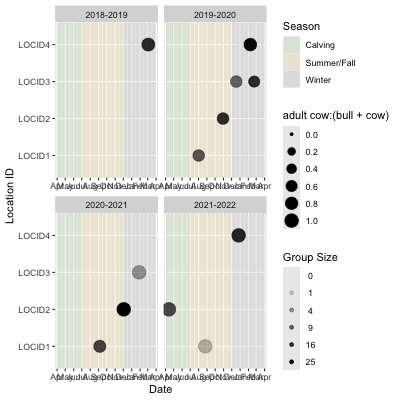 2018-2019
2019-2020
LOCID4
LOCID3
LOCID2
LOCID1
2020-2021
2021-2022
LOCID4
LOCID3
LOCID2
LOCID1
Location ID
Date
Season
Calving
Summer/Fall
Winter
adult cow:(bull + cow)
0.0
0.2
0.4
0.6
0.8
1.0
Group Size
0
1
4
9
16
25